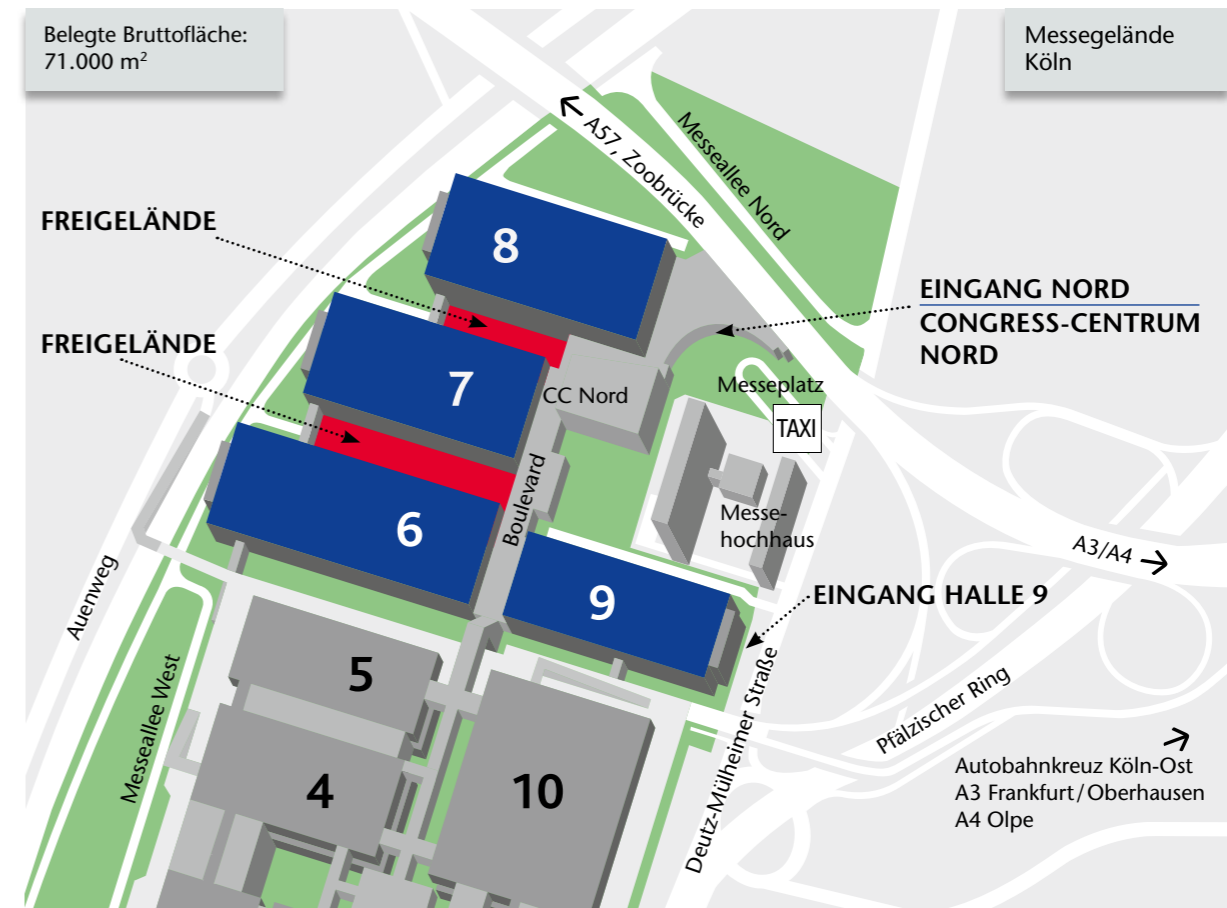 Belegte Bruttofläche:
71.000 m²
Messegelände
Köln
A57, Zoobrücke
Messeallee Nord
FREIGELÄNDE
8
EINGANG NORD
CONGRESS-CENTRUM
NORD
FREIGELÄNDE
7
CC Nord
Messeplatz
TAXI
6
Boulevard
Messe-
hochhaus
A3/A4
Auenweg
9
EINGANG HALLE 9
5
Messeallee West
Deutz-Mülheimer Straße
Pfälzischer Ring
4
10
Autobahnkreuz Köln-Ost
A3 Frankfurt/Oberhausen
A4 Olpe